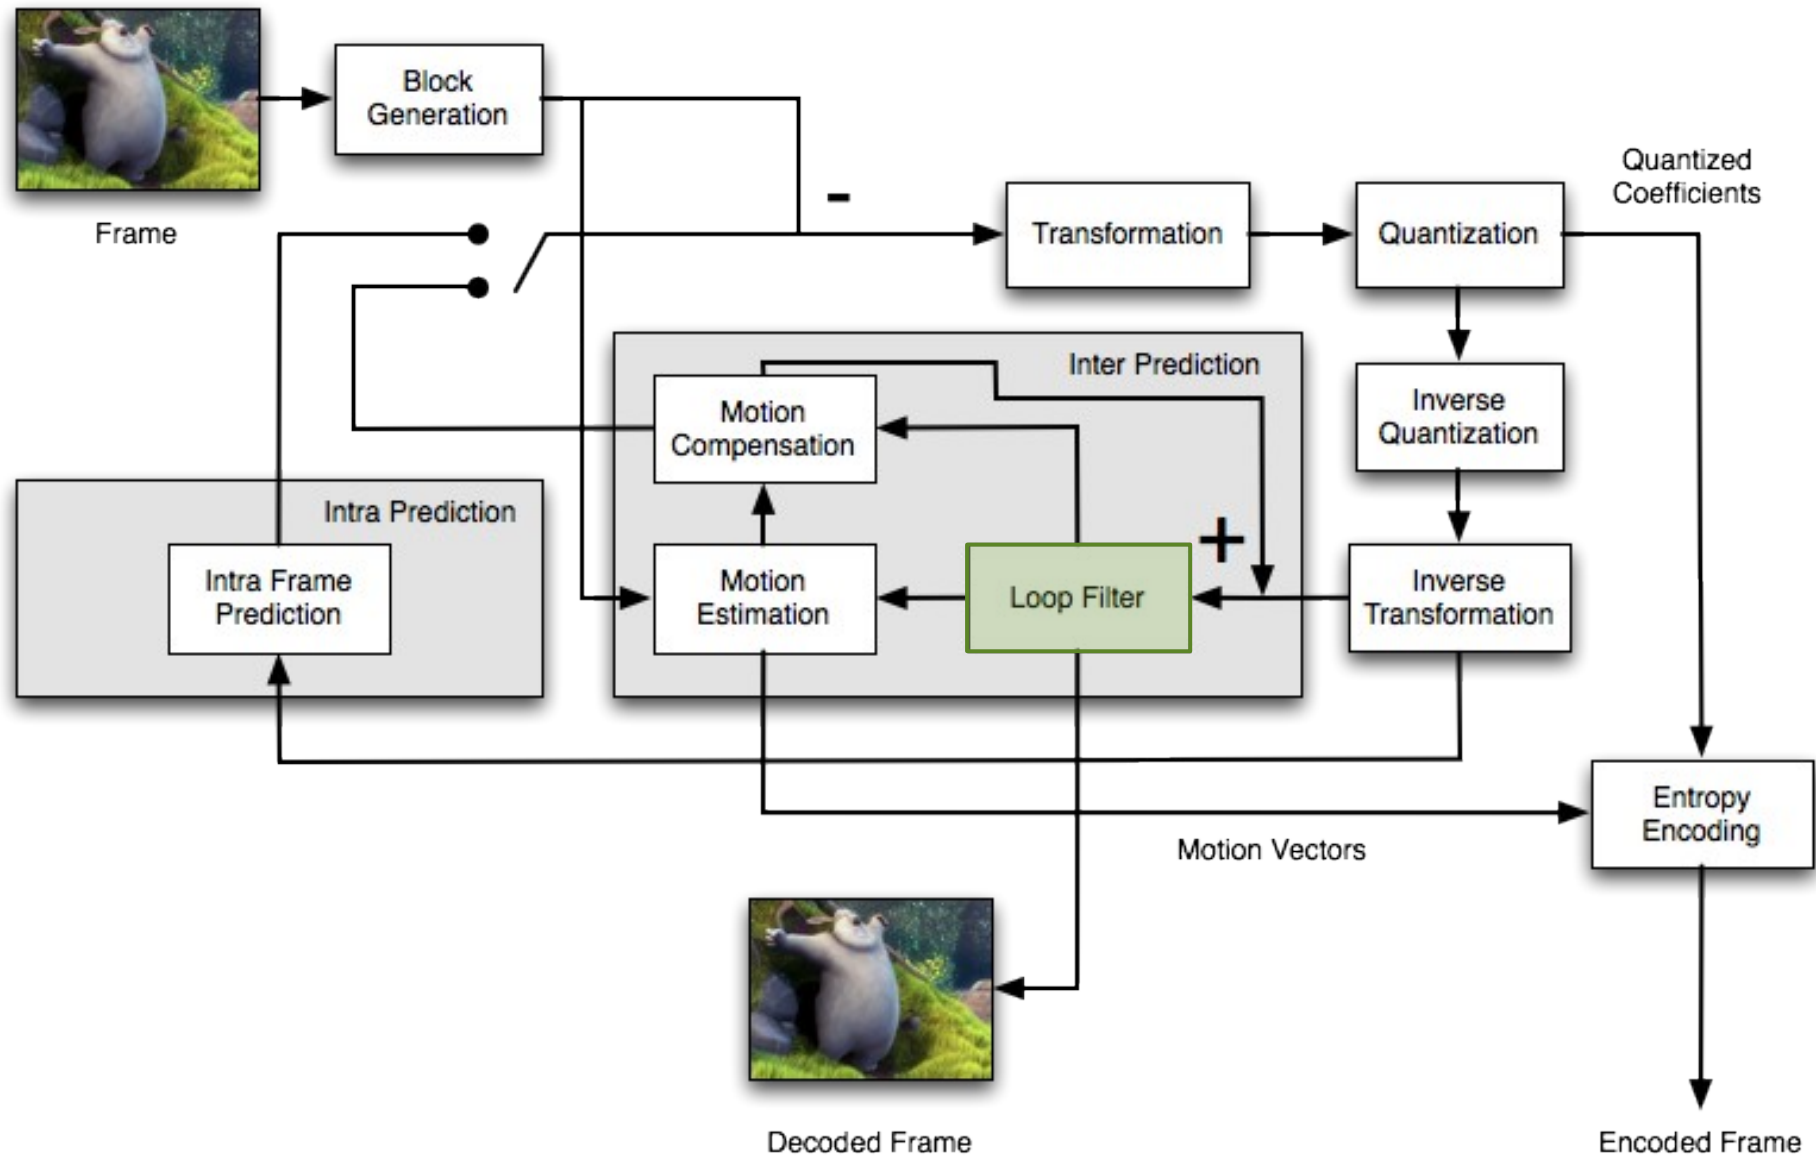 Block
Generation
Frame
-
Transformation
Quantization
Quantized
Coefficients
Inter Prediction
Motion
Compensation
Inverse
Quantization
Intra Prediction
Intra Frame
Prediction
Motion
Estimation
Loop Filter
+
Inverse
Transformation
Entropy
Encoding
Motion Vectors
Decoded Frame
Encoded Frame